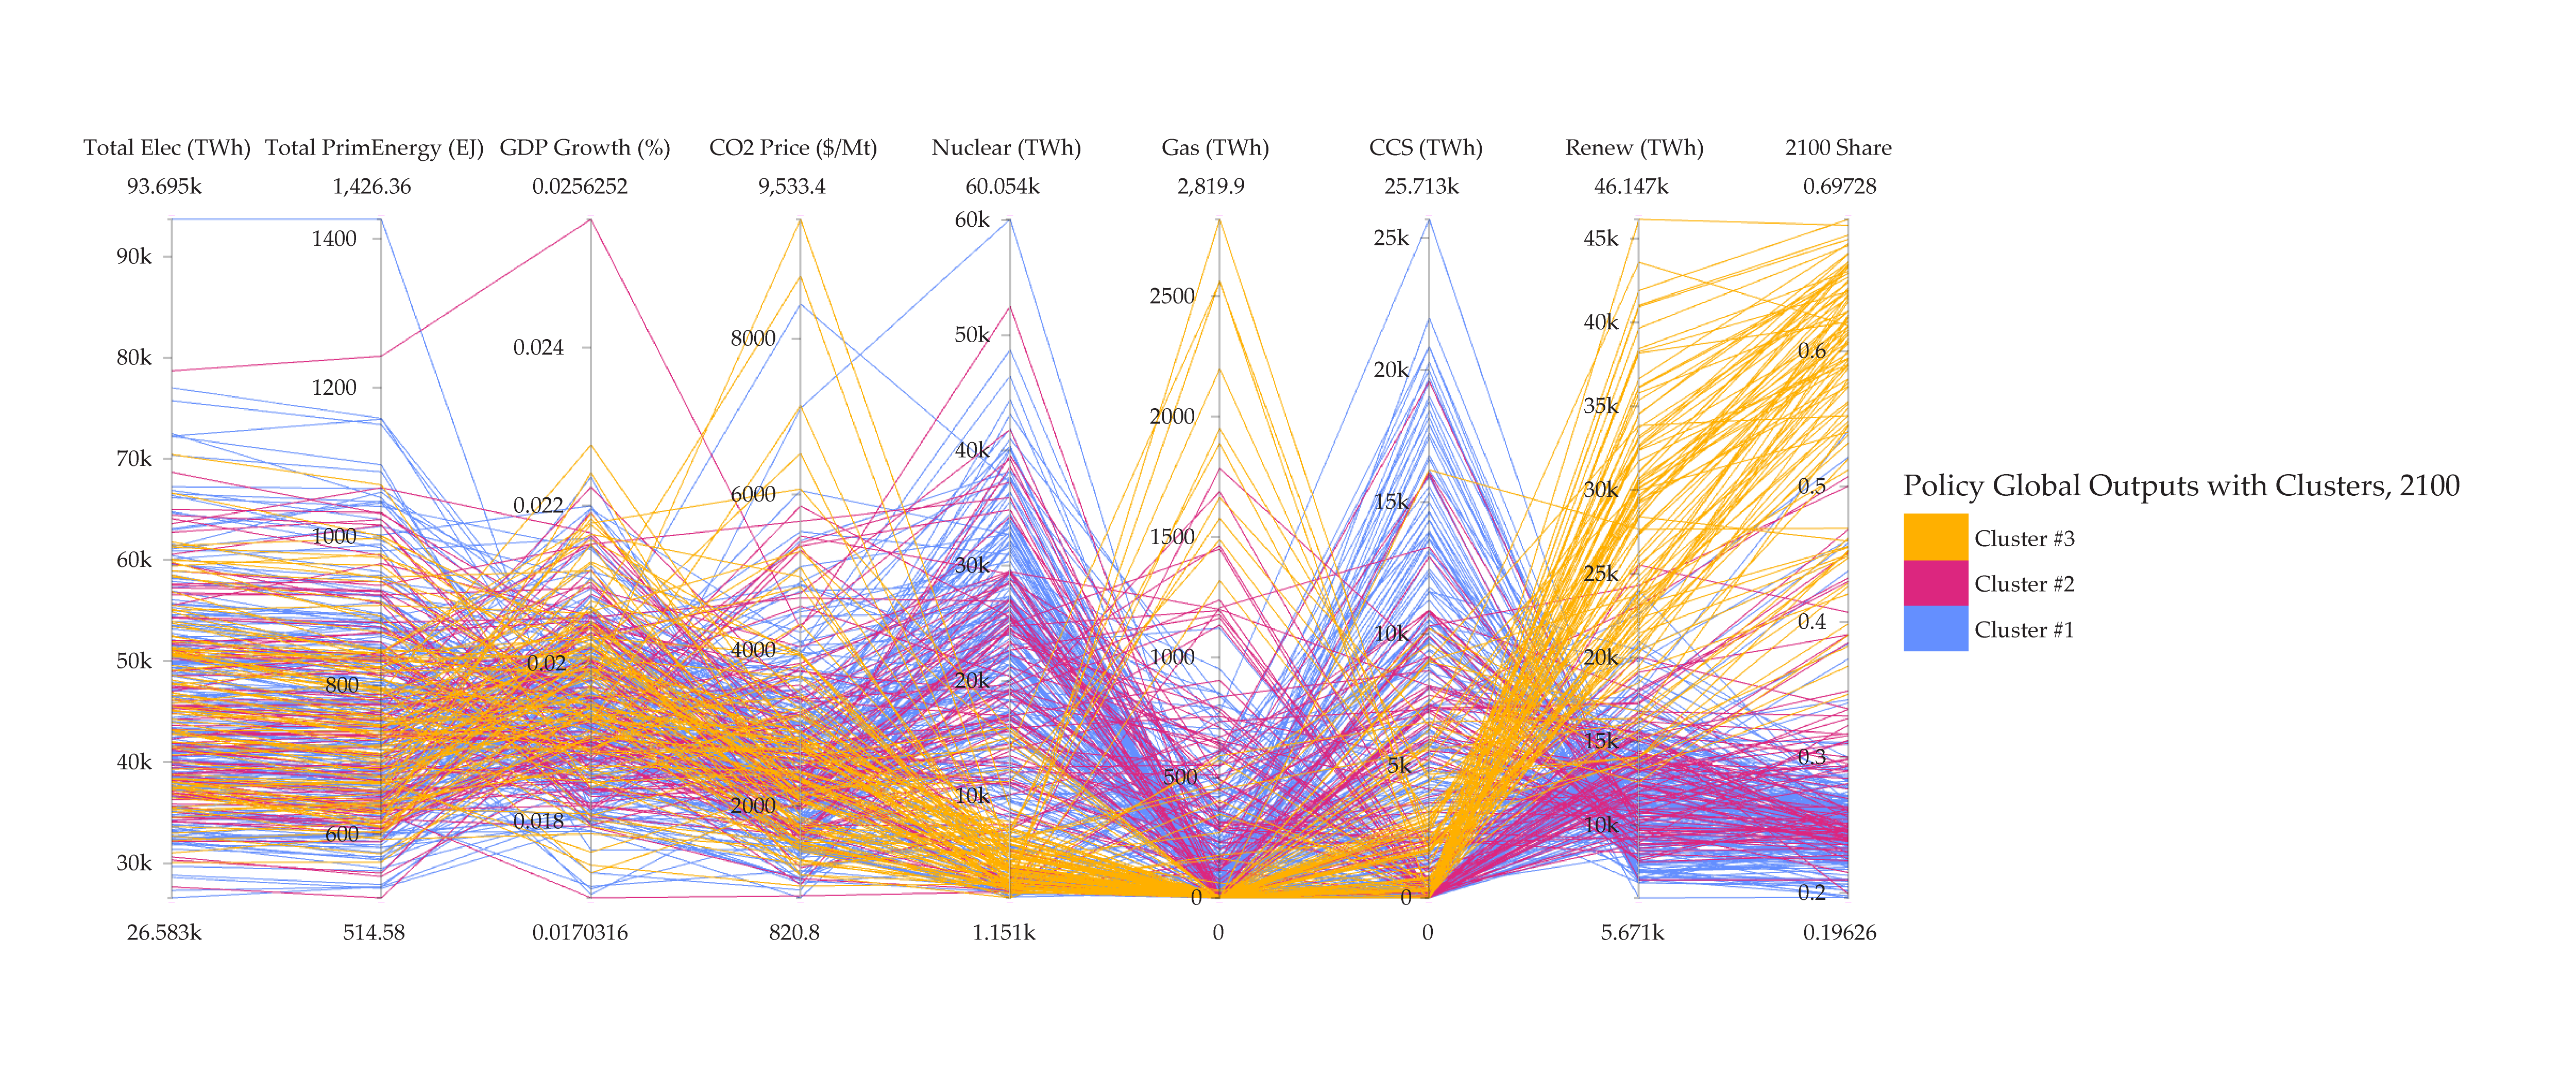 Total Elec (TWh) Total PrimEnergy (EJ) GDP Growth (%) CO2 Price ($/Mt) Nuclear (TWh) Gas (TWh) CCS (TWh) Renew (TWh) 2100 Share
93.695k 1,426.36 0.0256252 9,533.4 60.054k 2,819.9 25.713k 46.147k 0.69728
90k
80k
70k
60k
50k
40k
30k
1400
1200
1000
800
600
0.024
0.022
0.02
0.018
8000
6000
4000
2000
60k
50k
40k
30k
20k
10k
2500
2000
1500
1000
500
0
25k
20k
15k
10k
5k
0
45k
40k
35k
30k
25k
20k
15k
10k
0.6
0.5
0.4
0.3
0.2
26.583k 514.58 0.0170316 820.8 1.151k 0 0 5.671k 0.19626
Policy Global Outputs with Clusters, 2100
Cluster #3
Cluster #2
Cluster #1